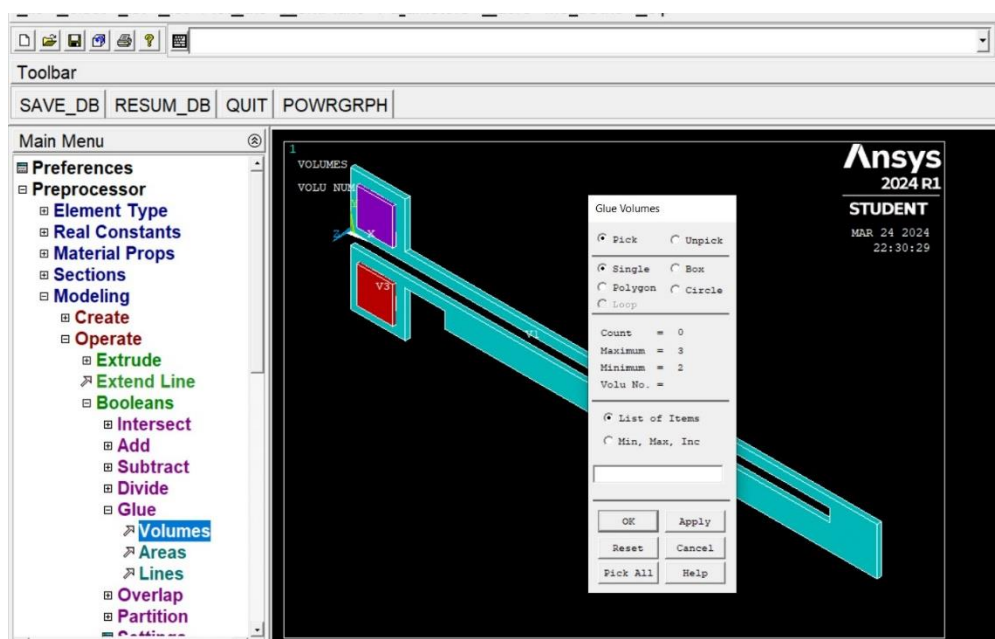 Toolbar
SAVE_DB RESUM_DB QUIT POWRGRPH
Main Menu
Preferences
Preprocessor
Element Type
Real Constants
Material Props
Sections
Modeling
Create
Operate
Extrude
Extend Line
Booleans
Intersect
Add
Subtract
Divide
Glue
Volumes
Areas
Lines
Overlap
Partition
1
VOLUMES
VOLU NUM
Y
Z X
V3
V1
Ansys
2024 R1
STUDENT
MAR 24 2024
22:30:29
Glue Volumes
Pick Unpick
Single Box
Polygon Circle
Loop
Count = 0
Maximum = 3
Minimum = 2
Volu No. =
List of Items
Min, Max, Inc
OK Apply
Reset Cancel
Pick All Help